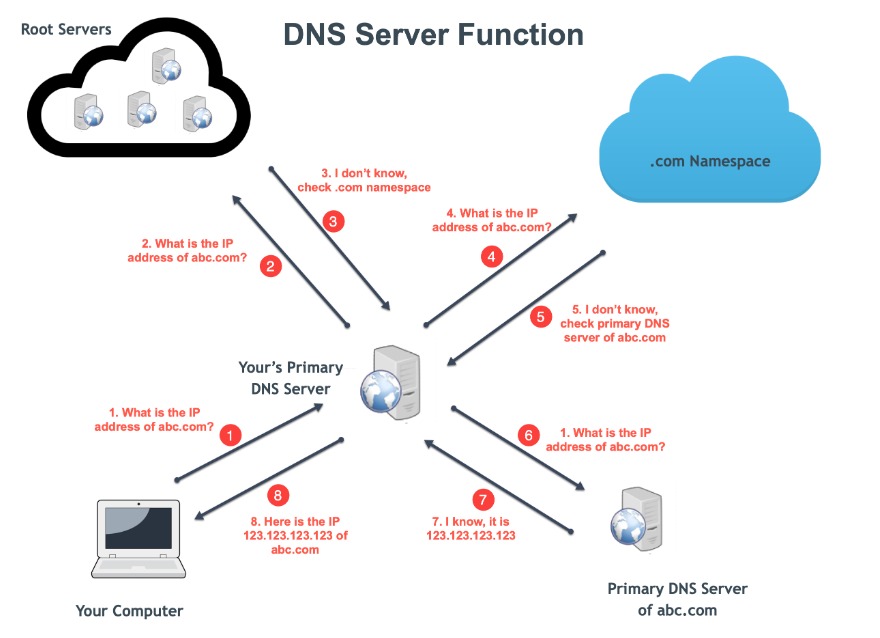 DNS Server Function
Root Servers
.com Namespace
3. I don't know,
check .com namespace
3
4. What is the IP
address of abc.com?
4
2. What is the IP
address of abc.com?
2
5
5. I don't know,
check primary DNS
server of abc.com
Your's Primary
DNS Server
1. What is the IP
address of abc.com?
1
6
1. What is the IP
address of abc.com?
8
8. Here is the IP
123.123.123.123 of
abc.com
7
7. I know, it is
123.123.123.123
Your Computer
Primary DNS Server
of abc.com